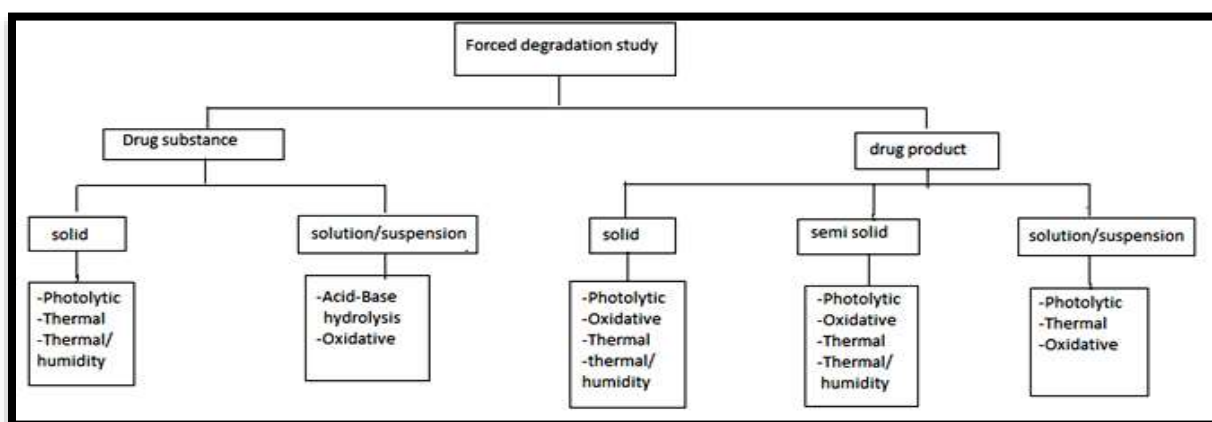 Forced degradation study
Drug substance
drug product
solid
solution/suspension
solid
semi solid
solution/suspension
-Photolytic
-Thermal
-Thermal/
humidity
-Acid-Base
hydrolysis
-Oxidative
-Photolytic
-Oxidative
-Thermal
-thermal/
humidity
-Photolytic
-Oxidative
-Thermal
-Thermal/
humidity
-Photolytic
-Thermal
-Oxidative